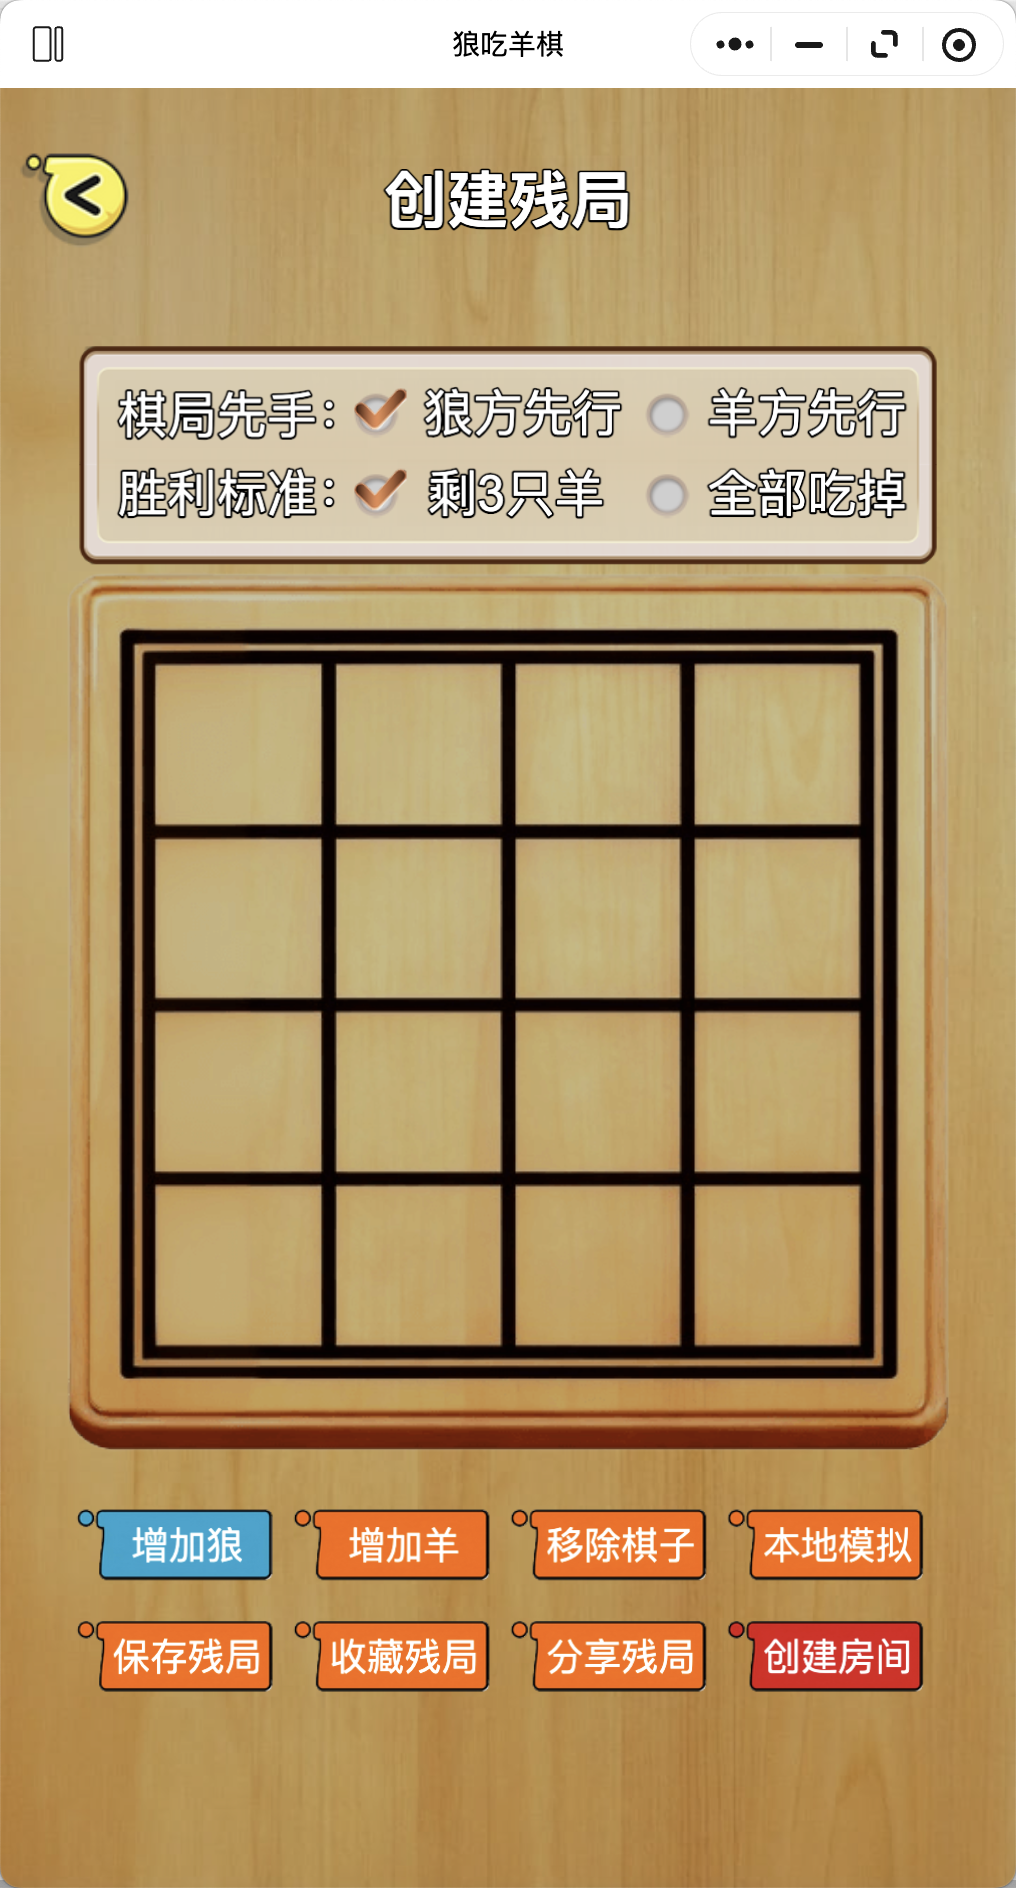 狼吃羊棋
创建残局
棋局先手：狼方先行 羊方先行
胜利标准：剩3只羊 全部吃掉
增加狼 增加羊 移除棋子 本地模拟
保存残局 收藏残局 分享残局 创建房间